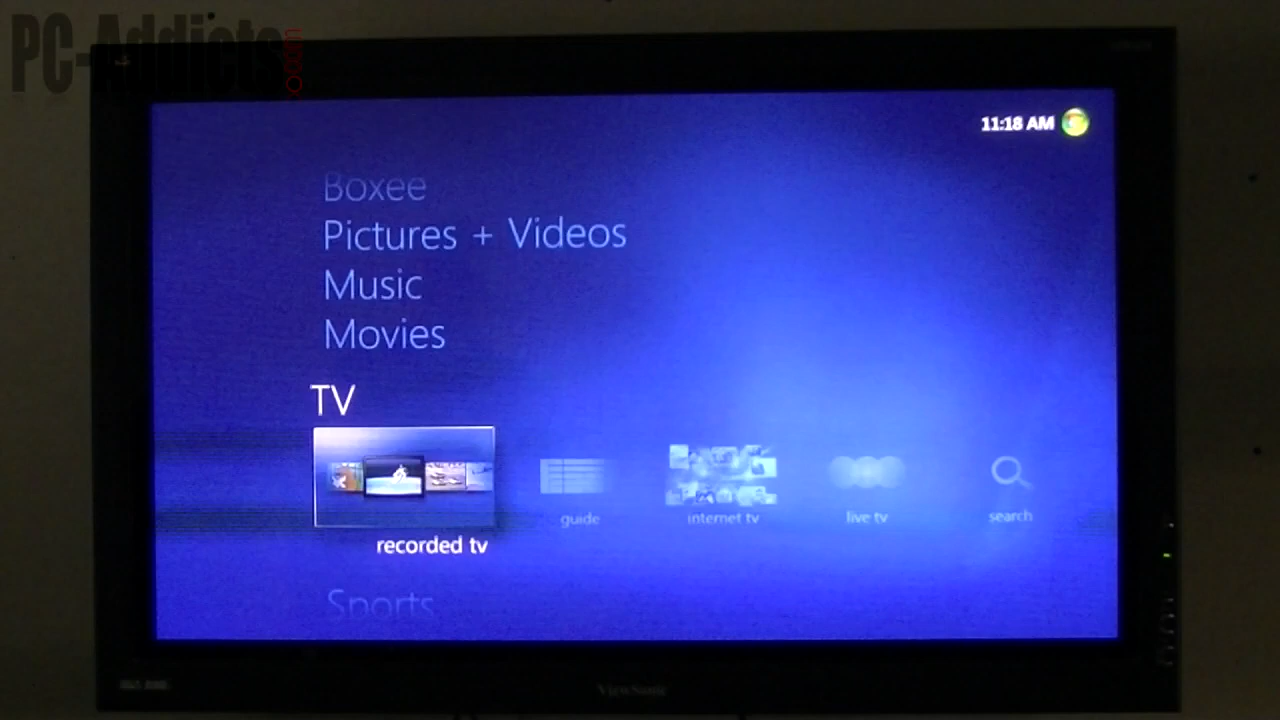 PC-Addicts.com
11:18 AM
Boxee
Pictures + Videos
Music
Movies
TV
guide
internet tv
live tv
search
recorded tv
Sports
ViewSonic